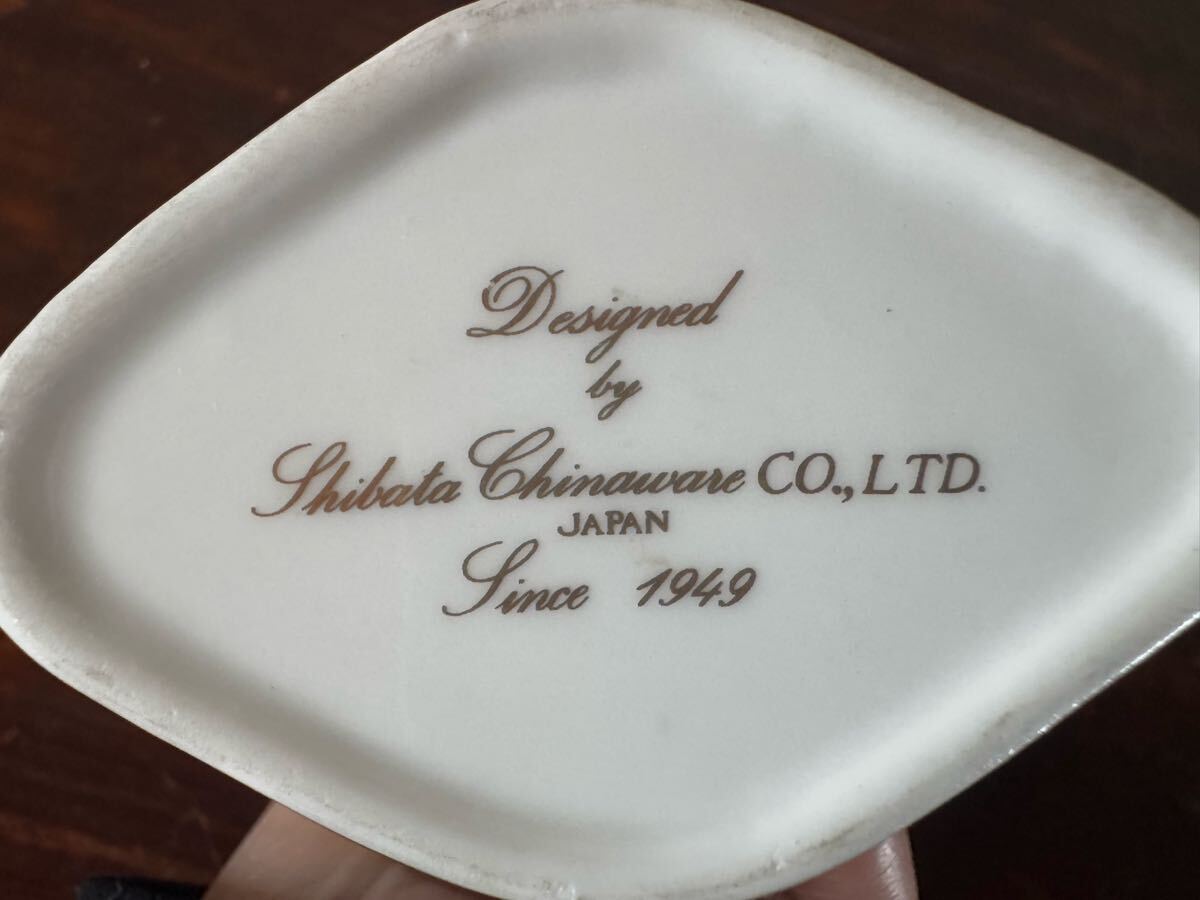 Designed
by
Shibata Chinaware CO., LTD.
JAPAN
Since 1949